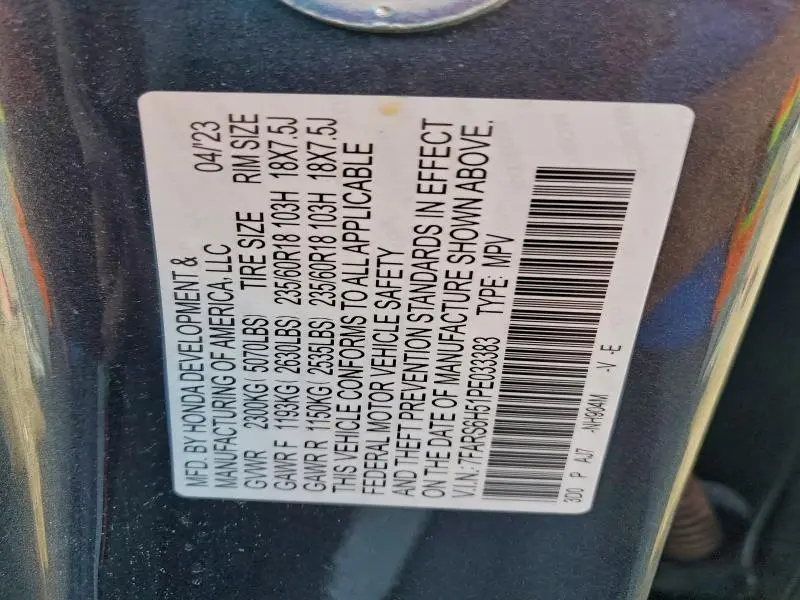 MFD. BY HONDA DEVELOPMENT &
MANUFACTURING OF AMERICA, LLC 04/'23
GVWR 2300KG( 5070LBS) TIRE SIZE RIM SIZE
GAWR F 1193KG( 2630LBS) 235/60R18 103H 18X7.5J
GAWR R 1150KG( 2535LBS) 235/60R18 103H 18X7.5J
THIS VEHICLE CONFORMS TO ALL APPLICABLE
FEDERAL MOTOR VEHICLE SAFETY
AND THEFT PREVENTION STANDARDS IN EFFECT
ON THE DATE OF MANUFACTURE SHOWN ABOVE.
V.I.N.:7FARS6H51PE033383 TYPE: MPV
3D0 P AJ7 -NH904M -V -E